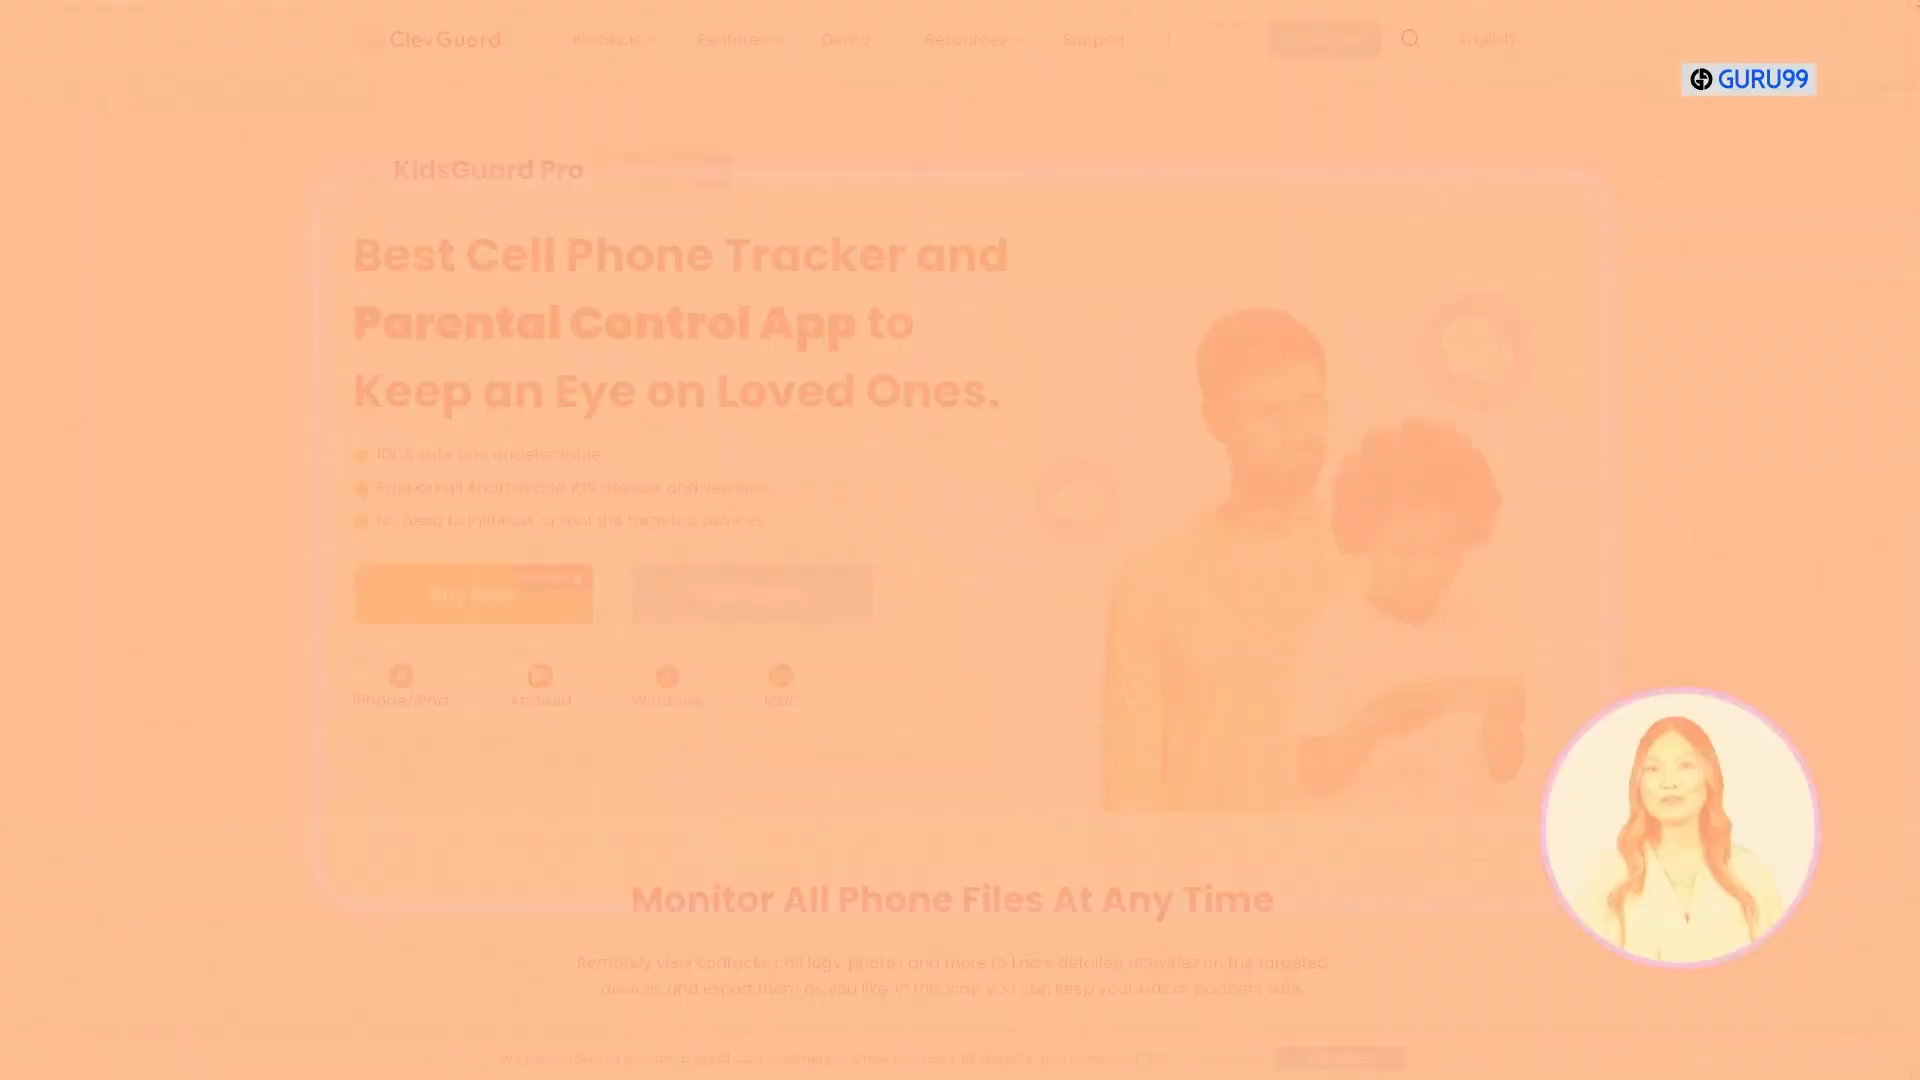 ClevGuard
Products
Features
Demo
Resources
Support
English
GURU99
KidsGuard Pro
Best Cell Phone Tracker and
Parental Control App to
Keep an Eye on Loved Ones.
100% safe and undetectable
Support all Android and iOS devices and versions
No need to jailbreak or root the targeted devices
Buy Now
iPhone/iPad
Android
Windows
Mac
Monitor All Phone Files At Any Time
Remotely view contacts, call logs, photos and more to know detailed activities on the targeted
devices and export them as you like. In this way, you can keep your kids or partners safe.